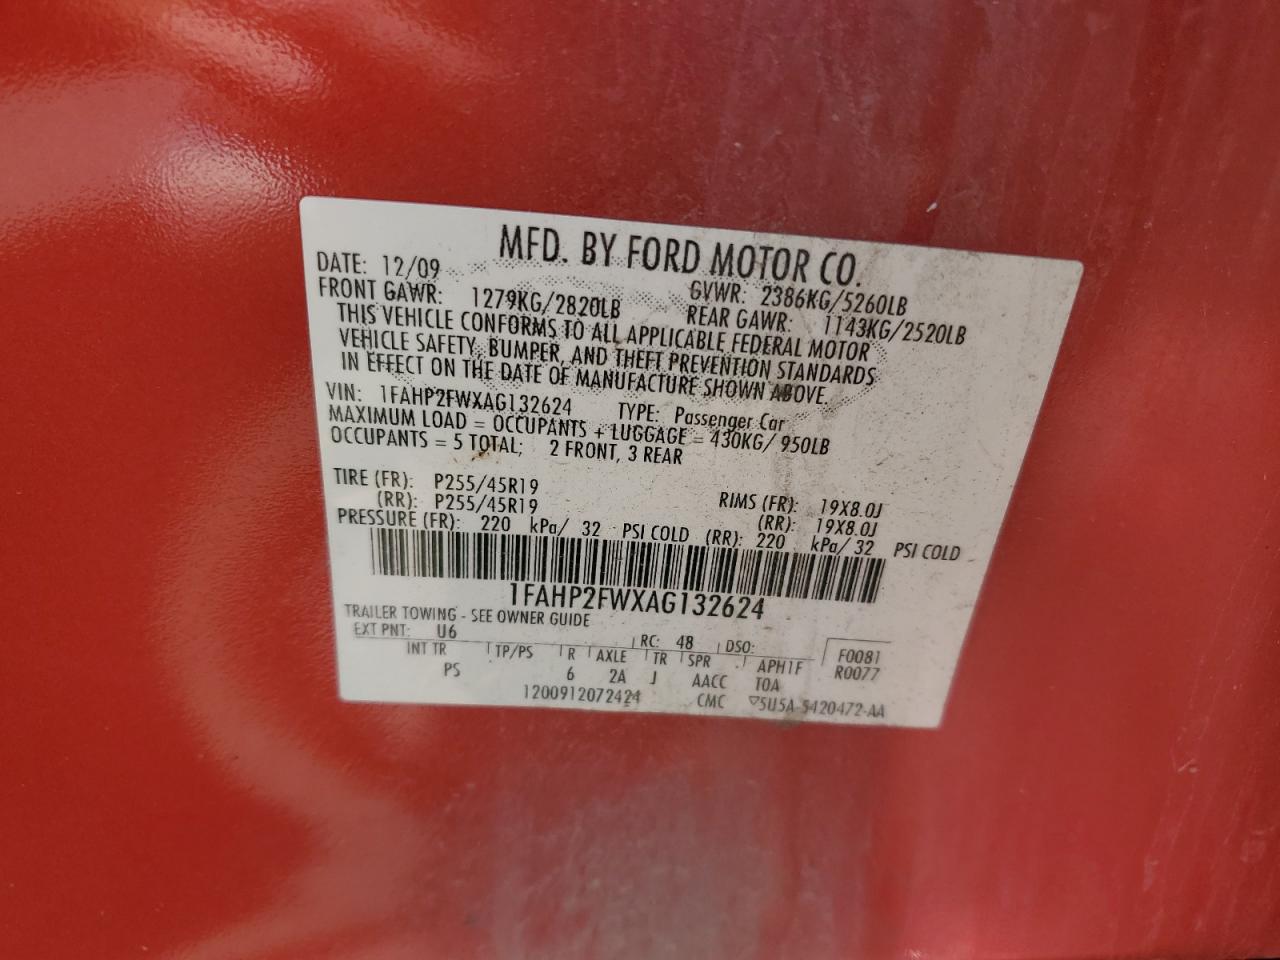 MFD. BY FORD MOTOR CO.
DATE: 12/09 GVWR: 2386KG/5260LB
FRONT GAWR: 1279KG/2820LB REAR GAWR: 1143KG/2520LB
THIS VEHICLE CONFORMS TO ALL APPLICABLE FEDERAL MOTOR
VEHICLE SAFETY, BUMPER, AND THEFT PREVENTION STANDARDS
IN EFFECT ON THE DATE OF MANUFACTURE SHOWN ABOVE.
VIN: 1FAHP2FWXAG132624 TYPE: Passenger Car
MAXIMUM LOAD = OCCUPANTS + LUGGAGE = 430KG/ 950LB
OCCUPANTS = 5 TOTAL; 2 FRONT, 3 REAR
TIRE (FR): P255/45R19 RIMS (FR): 19X8.0J
(RR): P255/45R19 (RR): 19X8.0J
PRESSURE (FR): 220 kPa/ 32 PSI COLD (RR): 220 kPa/ 32 PSI COLD
1FAHP2FWXAG132624
TRAILER TOWING - SEE OWNER GUIDE
EXT PNT: U6 RC: 48 DSO: F0081
INT TR TP/PS R AXLE TR SPR APH1F R0077
PS 6 2A J AACC TOA
1200912072424 CMC ▽5U5A-5420472-AA